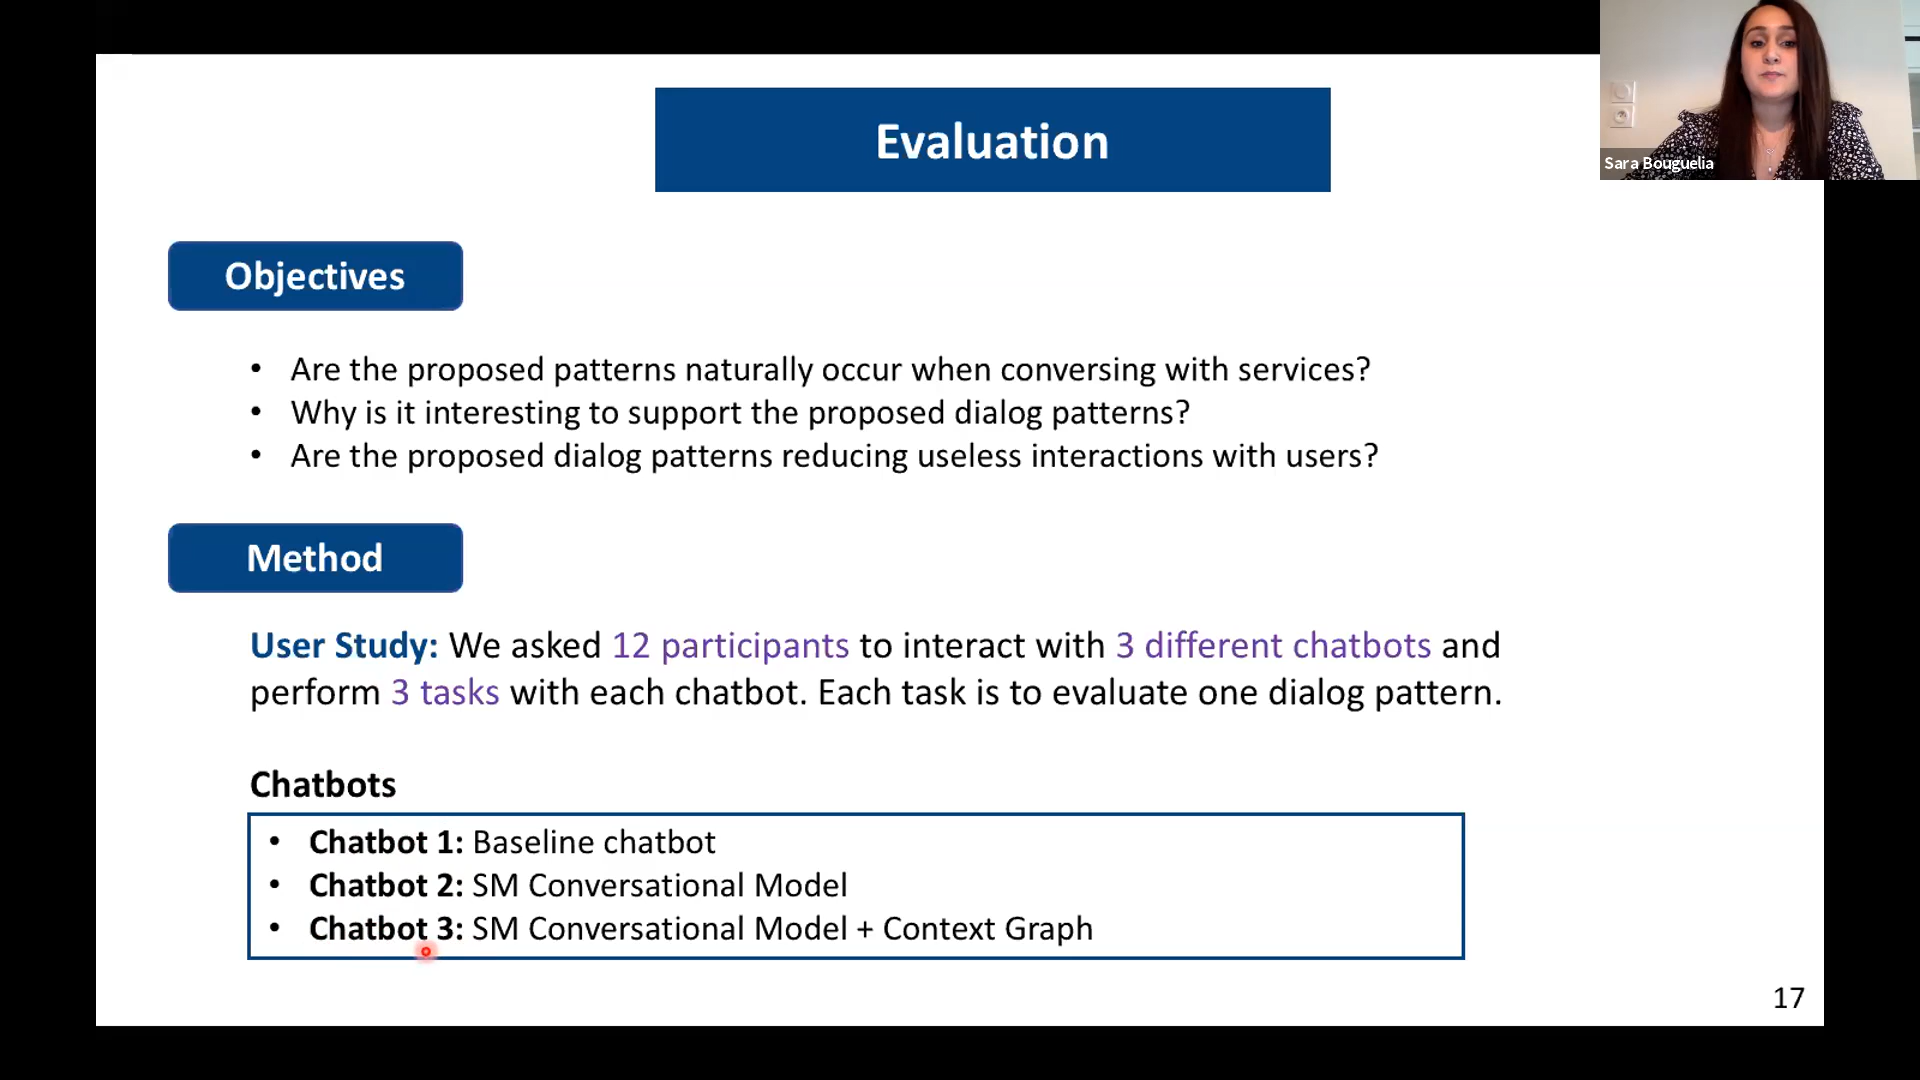 Evaluation
Sara Bouguelia
Objectives
• Are the proposed patterns naturally occur when conversing with services?
• Why is it interesting to support the proposed dialog patterns?
• Are the proposed dialog patterns reducing useless interactions with users?
Method
User Study: We asked 12 participants to interact with 3 different chatbots and
perform 3 tasks with each chatbot. Each task is to evaluate one dialog pattern.
Chatbots
• Chatbot 1: Baseline chatbot
• Chatbot 2: SM Conversational Model
• Chatbot 3: SM Conversational Model + Context Graph
17